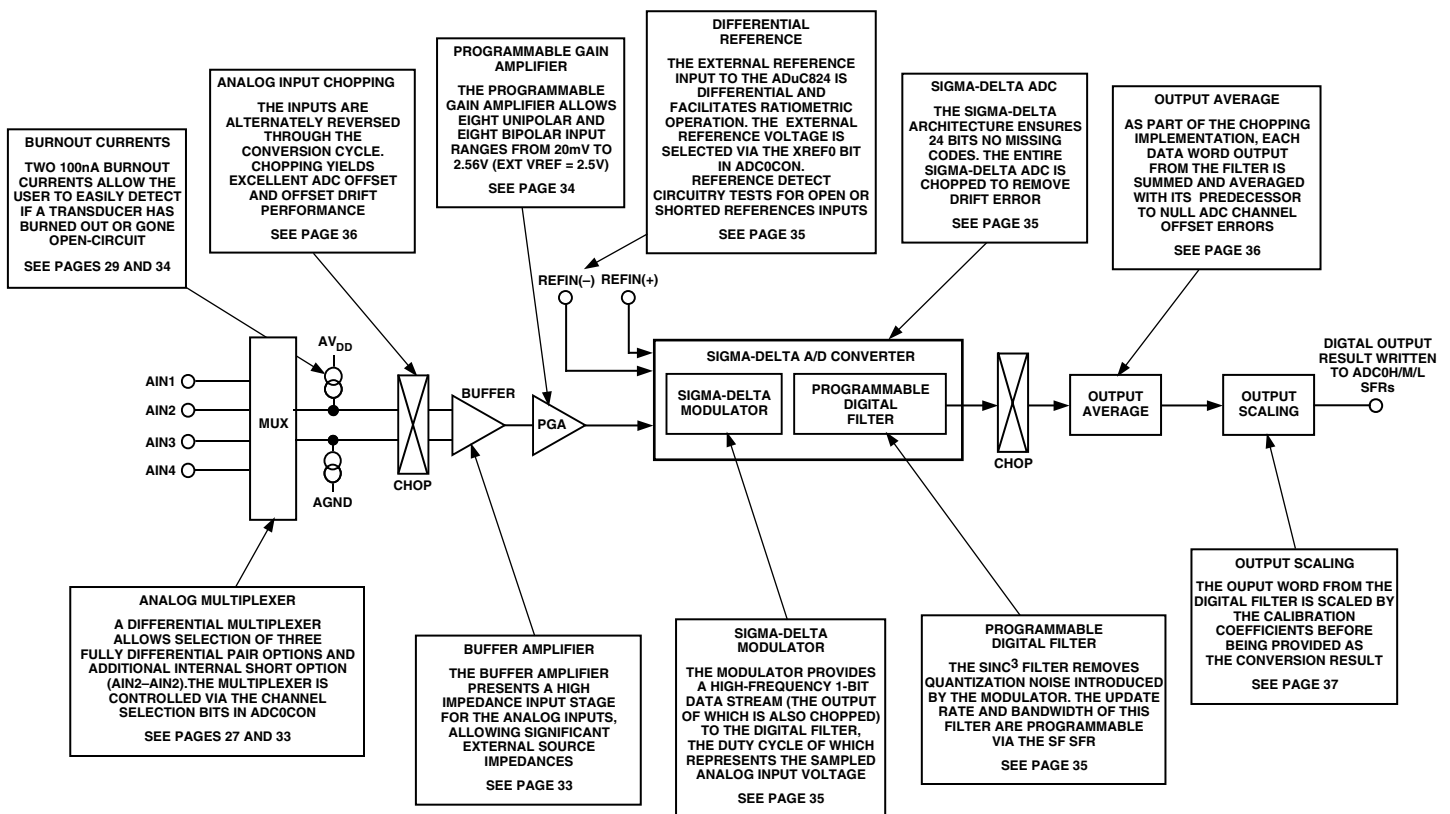 DIFFERENTIAL
REFERENCE
THE EXTERNAL REFERENCE
INPUT TO THE ADuC824 IS
DIFFERENTIAL AND
FACILITATES RATIOMETRIC
OPERATION. THE EXTERNAL
REFERENCE VOLTAGE IS
SELECTED VIA THE XREF0 BIT
IN ADC0CON.
REFERENCE DETECT
CIRCUITRY TESTS FOR OPEN OR
SHORTED REFERENCES INPUTS
SEE PAGE 35
PROGRAMMABLE GAIN
AMPLIFIER
THE PROGRAMMABLE
GAIN AMPLIFIER ALLOWS
EIGHT UNIPOLAR AND
EIGHT BIPOLAR INPUT
RANGES FROM 20mV TO
2.56V (EXT VREF = 2.5V)
SEE PAGE 34
ANALOG INPUT CHOPPING
THE INPUTS ARE
ALTERNATELY REVERSED
THROUGH THE
CONVERSION CYCLE.
CHOPPING YIELDS
EXCELLENT ADC OFFSET
AND OFFSET DRIFT
PERFORMANCE
SEE PAGE 36
SIGMA-DELTA ADC
THE SIGMA-DELTA
ARCHITECTURE ENSURES
24 BITS NO MISSING
CODES. THE ENTIRE
SIGMA-DELTA ADC IS
CHOPPED TO REMOVE
DRIFT ERROR
SEE PAGE 35
OUTPUT AVERAGE
AS PART OF THE CHOPPING
IMPLEMENTATION, EACH
DATA WORD OUTPUT
FROM THE FILTER IS
SUMMED AND AVERAGED
WITH ITS PREDECESSOR
TO NULL ADC CHANNEL
OFFSET ERRORS
SEE PAGE 36
BURNOUT CURRENTS
TWO 100nA BURNOUT
CURRENTS ALLOW THE
USER TO EASILY DETECT
IF A TRANSDUCER HAS
BURNED OUT OR GONE
OPEN-CIRCUIT
SEE PAGES 29 AND 34
REFIN(–) REFIN(+)
AVDD
AIN1
AIN2
AIN3
AIN4
MUX
AGND
CHOP
BUFFER
PGA
SIGMA-DELTA A/D CONVERTER
SIGMA-DELTA
MODULATOR
PROGRAMMABLE
DIGITAL
FILTER
CHOP
OUTPUT
AVERAGE
OUTPUT
SCALING
DIGTAL OUTPUT
RESULT WRITTEN
TO ADC0H/M/L
SFRs
ANALOG MULTIPLEXER
A DIFFERENTIAL MULTIPLEXER
ALLOWS SELECTION OF THREE
FULLY DIFFERENTIAL PAIR OPTIONS AND
ADDITIONAL INTERNAL SHORT OPTION
(AIN2–AIN2).THE MULTIPLEXER IS
CONTROLLED VIA THE CHANNEL
SELECTION BITS IN ADC0CON
SEE PAGES 27 AND 33
BUFFER AMPLIFIER
THE BUFFER AMPLIFIER
PRESENTS A HIGH
IMPEDANCE INPUT STAGE
FOR THE ANALOG INPUTS,
ALLOWING SIGNIFICANT
EXTERNAL SOURCE
IMPEDANCES
SEE PAGE 33
SIGMA-DELTA
MODULATOR
THE MODULATOR PROVIDES
A HIGH-FREQUENCY 1-BIT
DATA STREAM (THE OUTPUT
OF WHICH IS ALSO CHOPPED)
TO THE DIGITAL FILTER,
THE DUTY CYCLE OF WHICH
REPRESENTS THE SAMPLED
ANALOG INPUT VOLTAGE
SEE PAGE 35
PROGRAMMABLE
DIGITAL FILTER
THE SINC3 FILTER REMOVES
QUANTIZATION NOISE INTRODUCED
BY THE MODULATOR. THE UPDATE
RATE AND BANDWIDTH OF THIS
FILTER ARE PROGRAMMABLE
VIA THE SF SFR
SEE PAGE 35
OUTPUT SCALING
THE OUPUT WORD FROM THE
DIGITAL FILTER IS SCALED BY
THE CALIBRATION
COEFFICIENTS BEFORE
BEING PROVIDED AS
THE CONVERSION RESULT
SEE PAGE 37